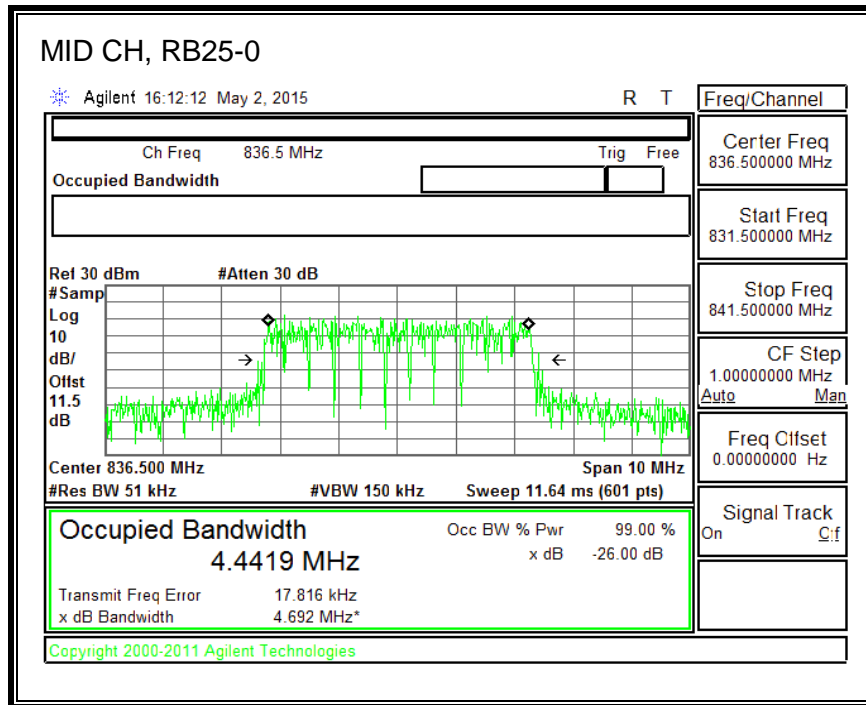 MID CH, RB25-0
Agilent 16:12:12 May 2, 2015 R T
Freq/Channel
Ch Freq 836.5 MHz Trig Free
Occupied Bandwidth
Center Freq
836.500000 MHz
Start Freq
831.500000 MHz
Stop Freq
841.500000 MHz
CF Step
1.00000000 MHz
Auto Man
Freq Offset
0.00000000 Hz
Signal Track
On Off
Ref 30 dBm #Atten 30 dB
#Samp
Log
10
dB/
Offst
11.5
dB
Center 836.500 MHz Span 10 MHz
#Res BW 51 kHz #VBW 150 kHz Sweep 11.64 ms (601 pts)
Occupied Bandwidth Occ BW % Pwr 99.00 %
4.4419 MHz x dB -26.00 dB
Transmit Freq Error 17.816 kHz
x dB Bandwidth 4.692 MHz*
Copyright 2000-2011 Agilent Technologies